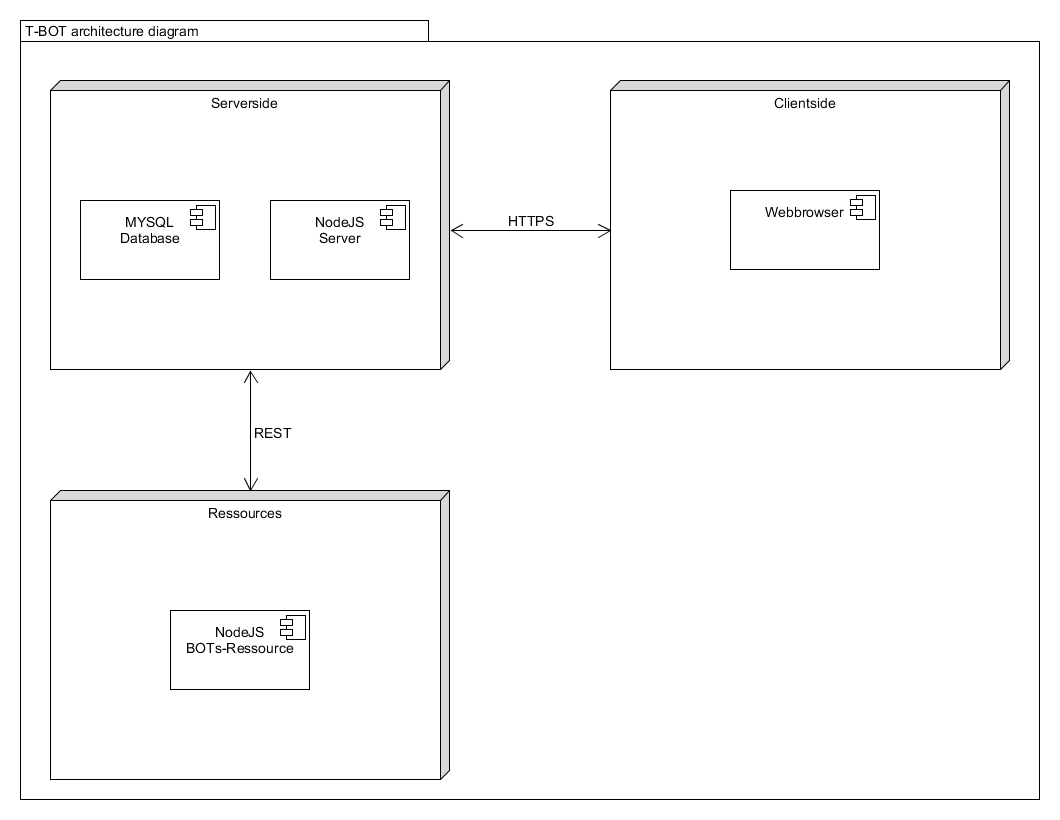 T-BOT architecture diagram
Serverside
Clientside
MYSQL
Database
NodeJS
Server
HTTPS
Webbrowser
REST
Ressources
NodeJS
BOTs-Ressource